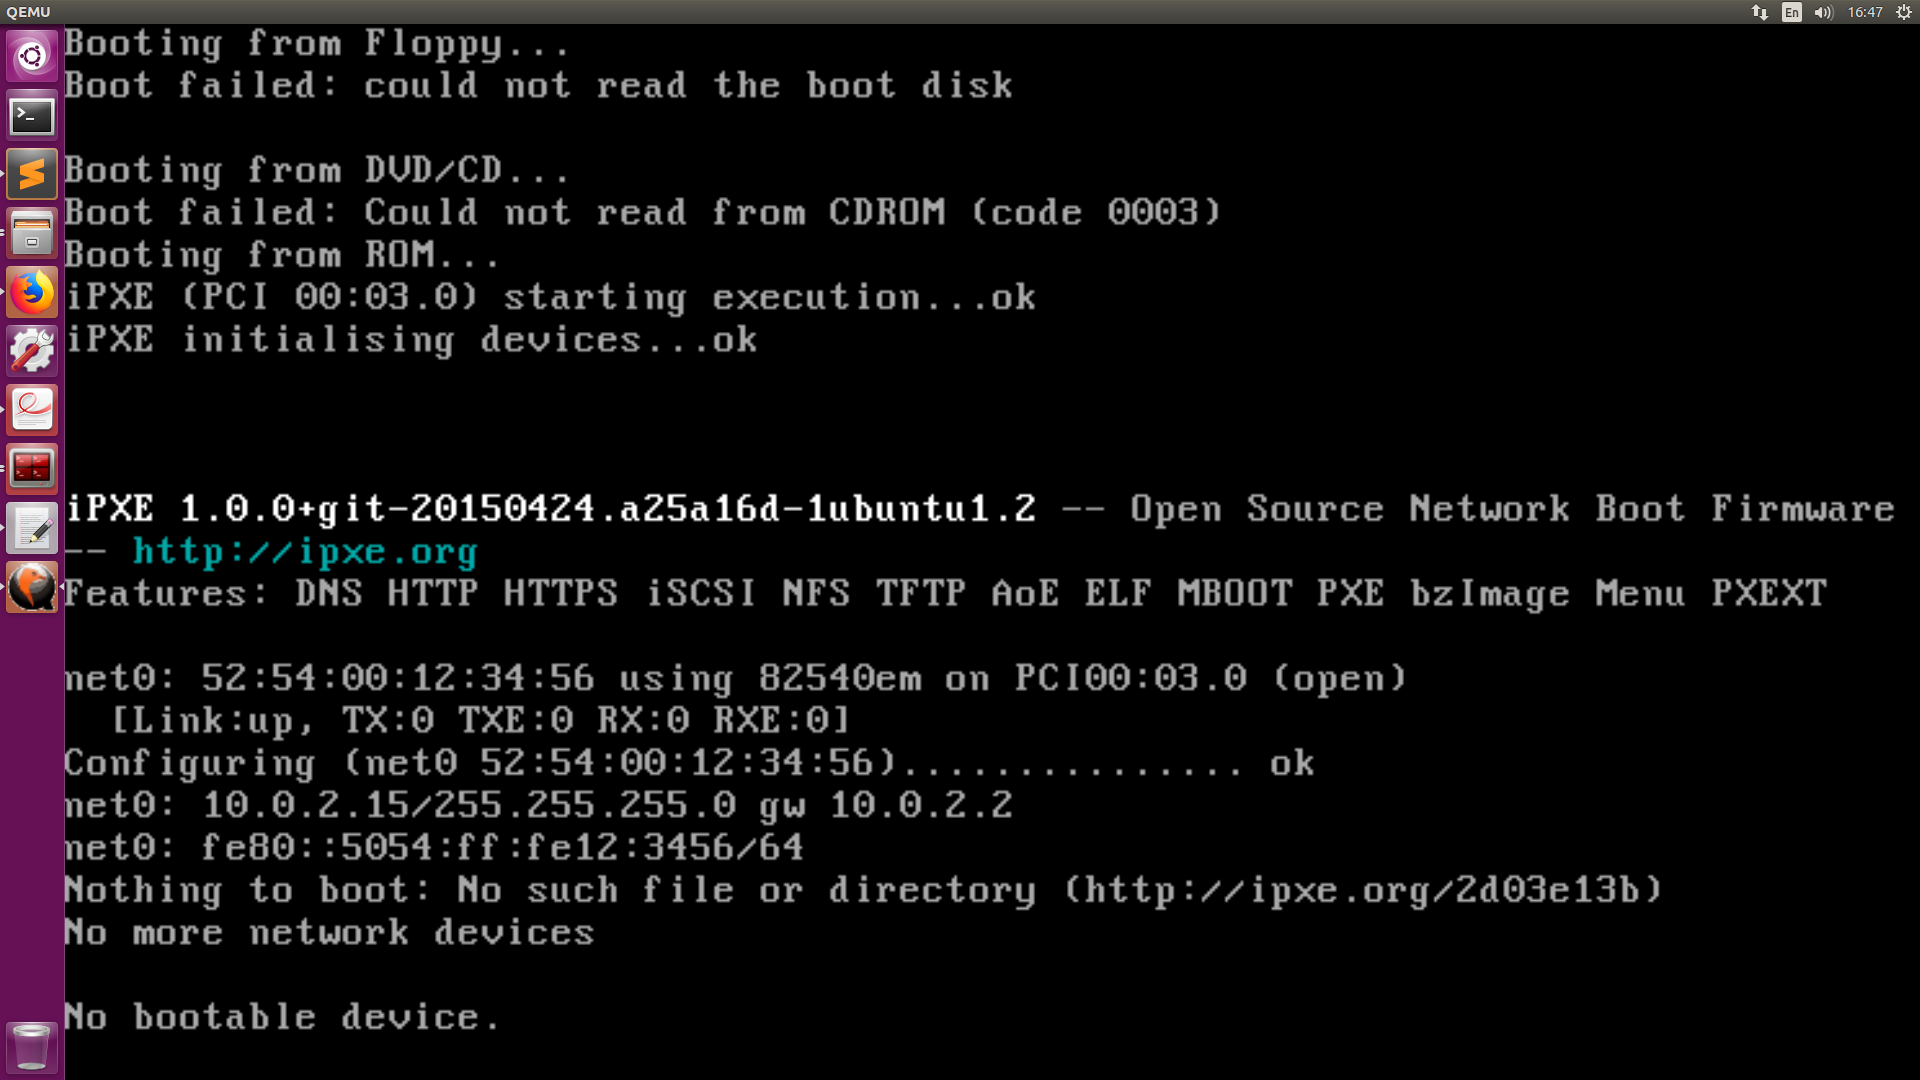 QEMU
En
16:47
Booting from Floppy...
Boot failed: could not read the boot disk
Booting from DVD/CD...
Boot failed: Could not read from CDROM (code 0003)
Booting from ROM...
iPXE (PCI 00:03.0) starting execution...ok
iPXE initialising devices...ok
iPXE 1.0.0+git-20150424.a25a16d-1ubuntu1.2 -- Open Source Network Boot Firmware
-- http://ipxe.org
Features: DNS HTTP HTTPS iSCSI NFS TFTP AoE ELF MBOOT PXE bzImage Menu PXEXT
net0: 52:54:00:12:34:56 using 82540em on PCI00:03.0 (open)
[Link:up, TX:0 TXE:0 RX:0 RXE:0]
Configuring (net0 52:54:00:12:34:56)............... ok
net0: 10.0.2.15/255.255.255.0 gw 10.0.2.2
net0: fe80::5054:ff:fe12:3456/64
Nothing to boot: No such file or directory (http://ipxe.org/2d03e13b)
No more network devices
No bootable device.